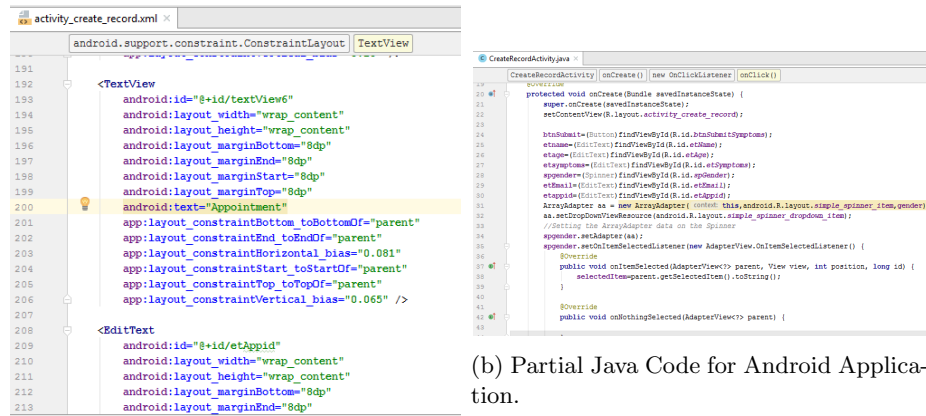 activity_create_record.xml ×
android.support.constraint.ConstraintLayout TextView
191
192 <TextView
193 android:id="@+id/textView6"
194 android:layout_width="wrap_content"
195 android:layout_height="wrap_content"
196 android:layout_marginBottom="8dp"
197 android:layout_marginEnd="8dp"
198 android:layout_marginStart="8dp"
199 android:layout_marginTop="8dp"
200 android:text="Appointment"
201 app:layout_constraintBottom_toBottomOf="parent"
202 app:layout_constraintEnd_toEndOf="parent"
203 app:layout_constraintHorizontal_bias="0.081"
204 app:layout_constraintStart_toStartOf="parent"
205 app:layout_constraintTop_toTopOf="parent"
206 app:layout_constraintVertical_bias="0.065" />
207
208 <EditText
209 android:id="@+id/etAppid"
210 android:layout_width="wrap_content"
211 android:layout_height="wrap_content"
212 android:layout_marginBottom="8dp"
213 android:layout_marginEnd="8dp"
CreateRecordActivity.java ×
CreateRecordActivity onCreate() new OnClickListener onClick()
19 @Override
20 protected void onCreate(Bundle savedInstanceState) {
21 super.onCreate(savedInstanceState);
22 setContentView(R.layout.activity_create_record);
23
24 btnSubmit=(Button)findViewById(R.id.btnSubmitSymptoms);
25 etname=(EditText)findViewById(R.id.etName);
26 etage=(EditText)findViewById(R.id.etAge);
27 etsymptoms=(EditText)findViewById(R.id.etSymptoms);
28 spgender=(Spinner)findViewById(R.id.spGender);
29 etEmail=(EditText)findViewById(R.id.etEmail);
30 etappid=(EditText)findViewById(R.id.etAppid);
31 ArrayAdapter aa = new ArrayAdapter( context: this,android.R.layout.simple_spinner_item,gender)
32 aa.setDropDownViewResource(android.R.layout.simple_spinner_dropdown_item);
33 //Setting the ArrayAdapter data on the Spinner
34 spgender.setAdapter(aa);
35 spgender.setOnItemSelectedListener(new AdapterView.OnItemSelectedListener() {
36 @Override
37 public void onItemSelected(AdapterView<?> parent, View view, int position, long id) {
38 selectedItem=parent.getSelectedItem().toString();
39 }
40
41 @Override
42 public void onNothingSelected(AdapterView<?> parent) {
43
(b) Partial Java Code for Android Applica-
tion.